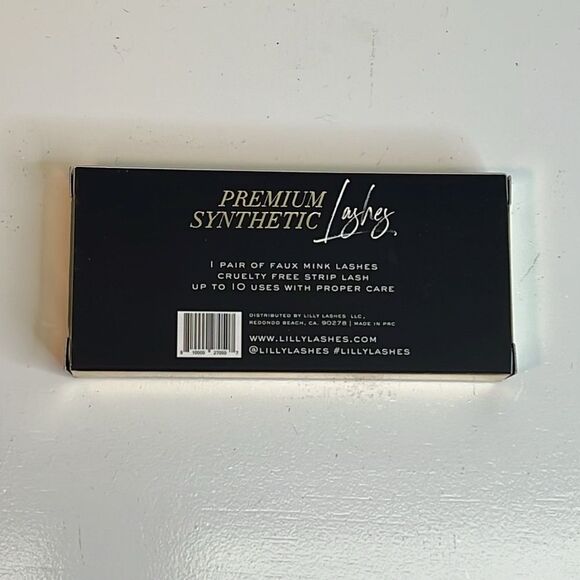 PREMIUM
SYNTHETIC Lashes
1 PAIR OF FAUX MINK LASHES
CRUELTY FREE STRIP LASH
UP TO 10 USES WITH PROPER CARE
DISTRIBUTED BY LILLY LASHES LLC,
REDONDO BEACH, CA. 90278 | MADE IN PRC
WWW.LILLYLASHES.COM
@LILLYLASHES #LILLYLASHES